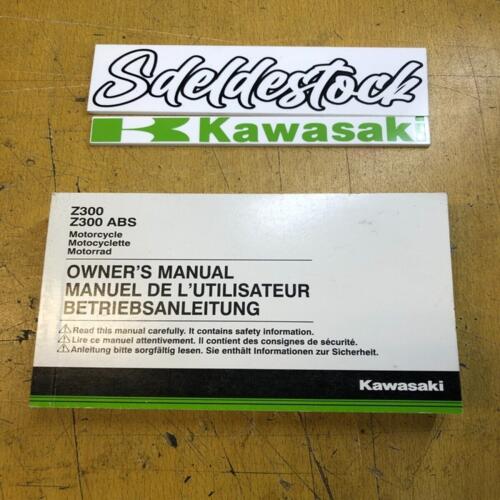 Sdeldestock
Kawasaki
Z300
Z300 ABS
Motorcycle
Motocyclette
Motorrad
OWNER'S MANUAL
MANUEL DE L'UTILISATEUR
BETRIEBSANLEITUNG
Read this manual carefully. It contains safety information.
Lire ce manuel attentivement. Il contient des consignes de sécurité.
Anleitung bitte sorgfältig lesen. Sie enthält Informationen zur Sicherheit.
Kawasaki